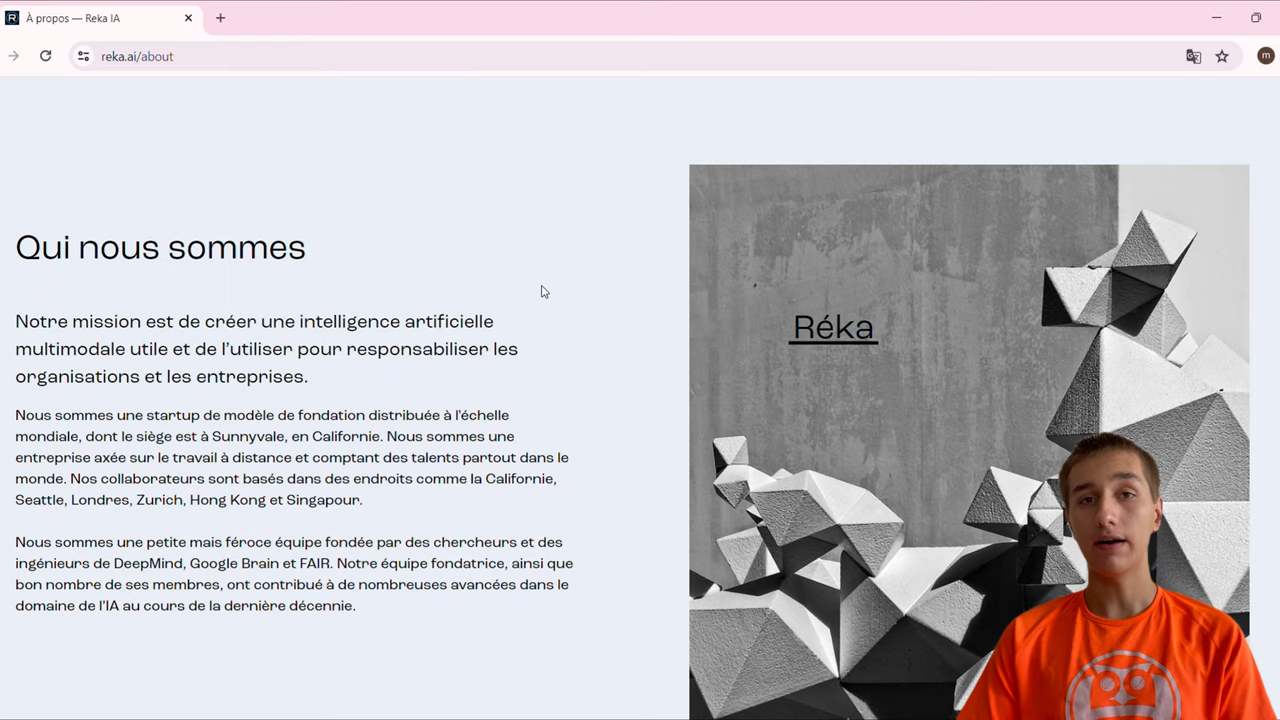 À propos — Reka IA
reka.ai/about
m
Qui nous sommes
Réka
Notre mission est de créer une intelligence artificielle
multimodale utile et de l'utiliser pour responsabiliser les
organisations et les entreprises.
Nous sommes une startup de modèle de fondation distribuée à l'échelle
mondiale, dont le siège est à Sunnyvale, en Californie. Nous sommes une
entreprise axée sur le travail à distance et comptant des talents partout dans le
monde. Nos collaborateurs sont basés dans des endroits comme la Californie,
Seattle, Londres, Zurich, Hong Kong et Singapour.
Nous sommes une petite mais féroce équipe fondée par des chercheurs et des
ingénieurs de DeepMind, Google Brain et FAIR. Notre équipe fondatrice, ainsi que
bon nombre de ses membres, ont contribué à de nombreuses avancées dans le
domaine de l'IA au cours de la dernière décennie.